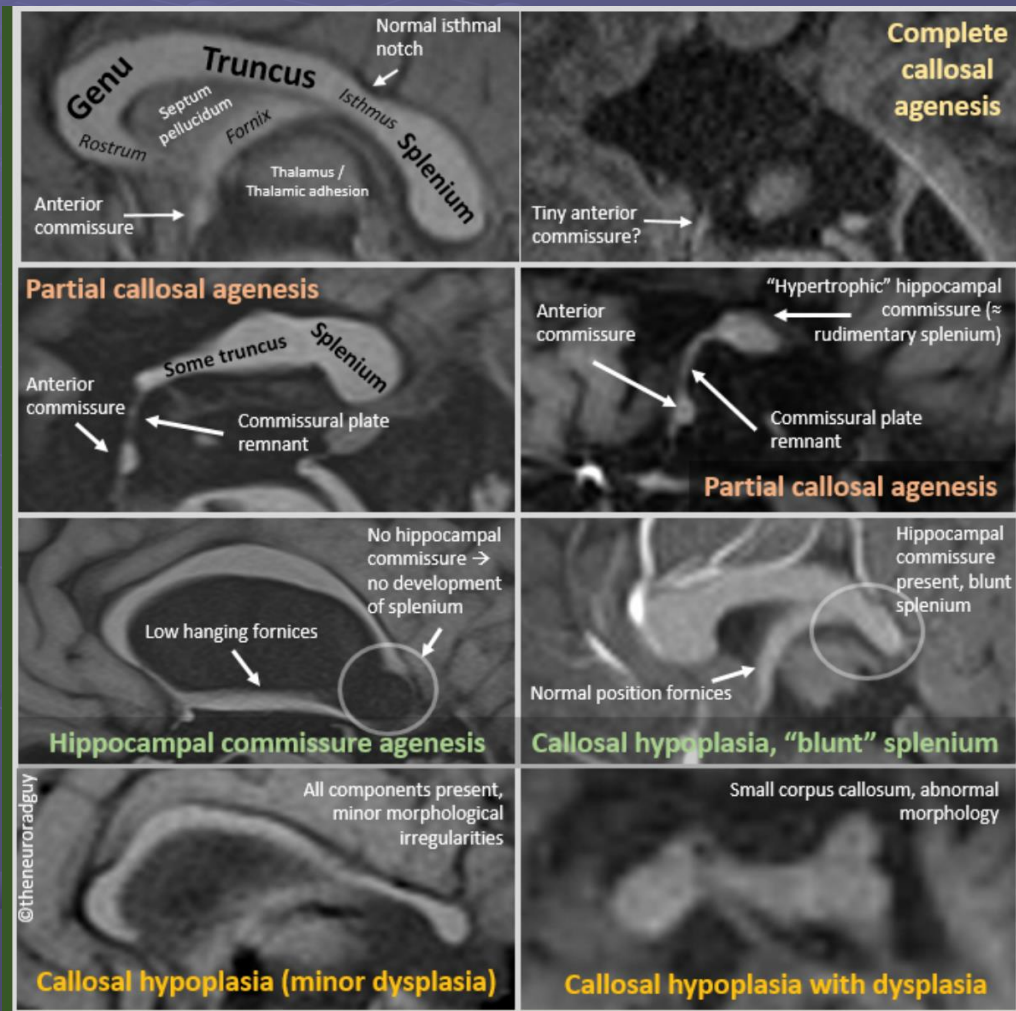 Normal isthmal
notch
Genu
Truncus
Isthmus
Septum
pellucidum
Fornix
Rostrum
Splenium
Thalamus /
Thalamic adhesion
Anterior
commissure
Complete
callosal
agenesis
Tiny anterior
commissure?
Partial callosal agenesis
Some truncus
Splenium
Anterior
commissure
Commissural plate
remnant
"Hypertrophic" hippocampal
commissure (≈
rudimentary splenium)
Anterior
commissure
Commissural plate
remnant
Partial callosal agenesis
No hippocampal
commissure →
no development
of splenium
Low hanging fornices
Hippocampal commissure agenesis
Hippocampal
commissure
present, blunt
splenium
Normal position fornices
Callosal hypoplasia, "blunt" splenium
©theneuroradguy
All components present,
minor morphological
irregularities
Callosal hypoplasia (minor dysplasia)
Small corpus callosum, abnormal
morphology
Callosal hypoplasia with dysplasia